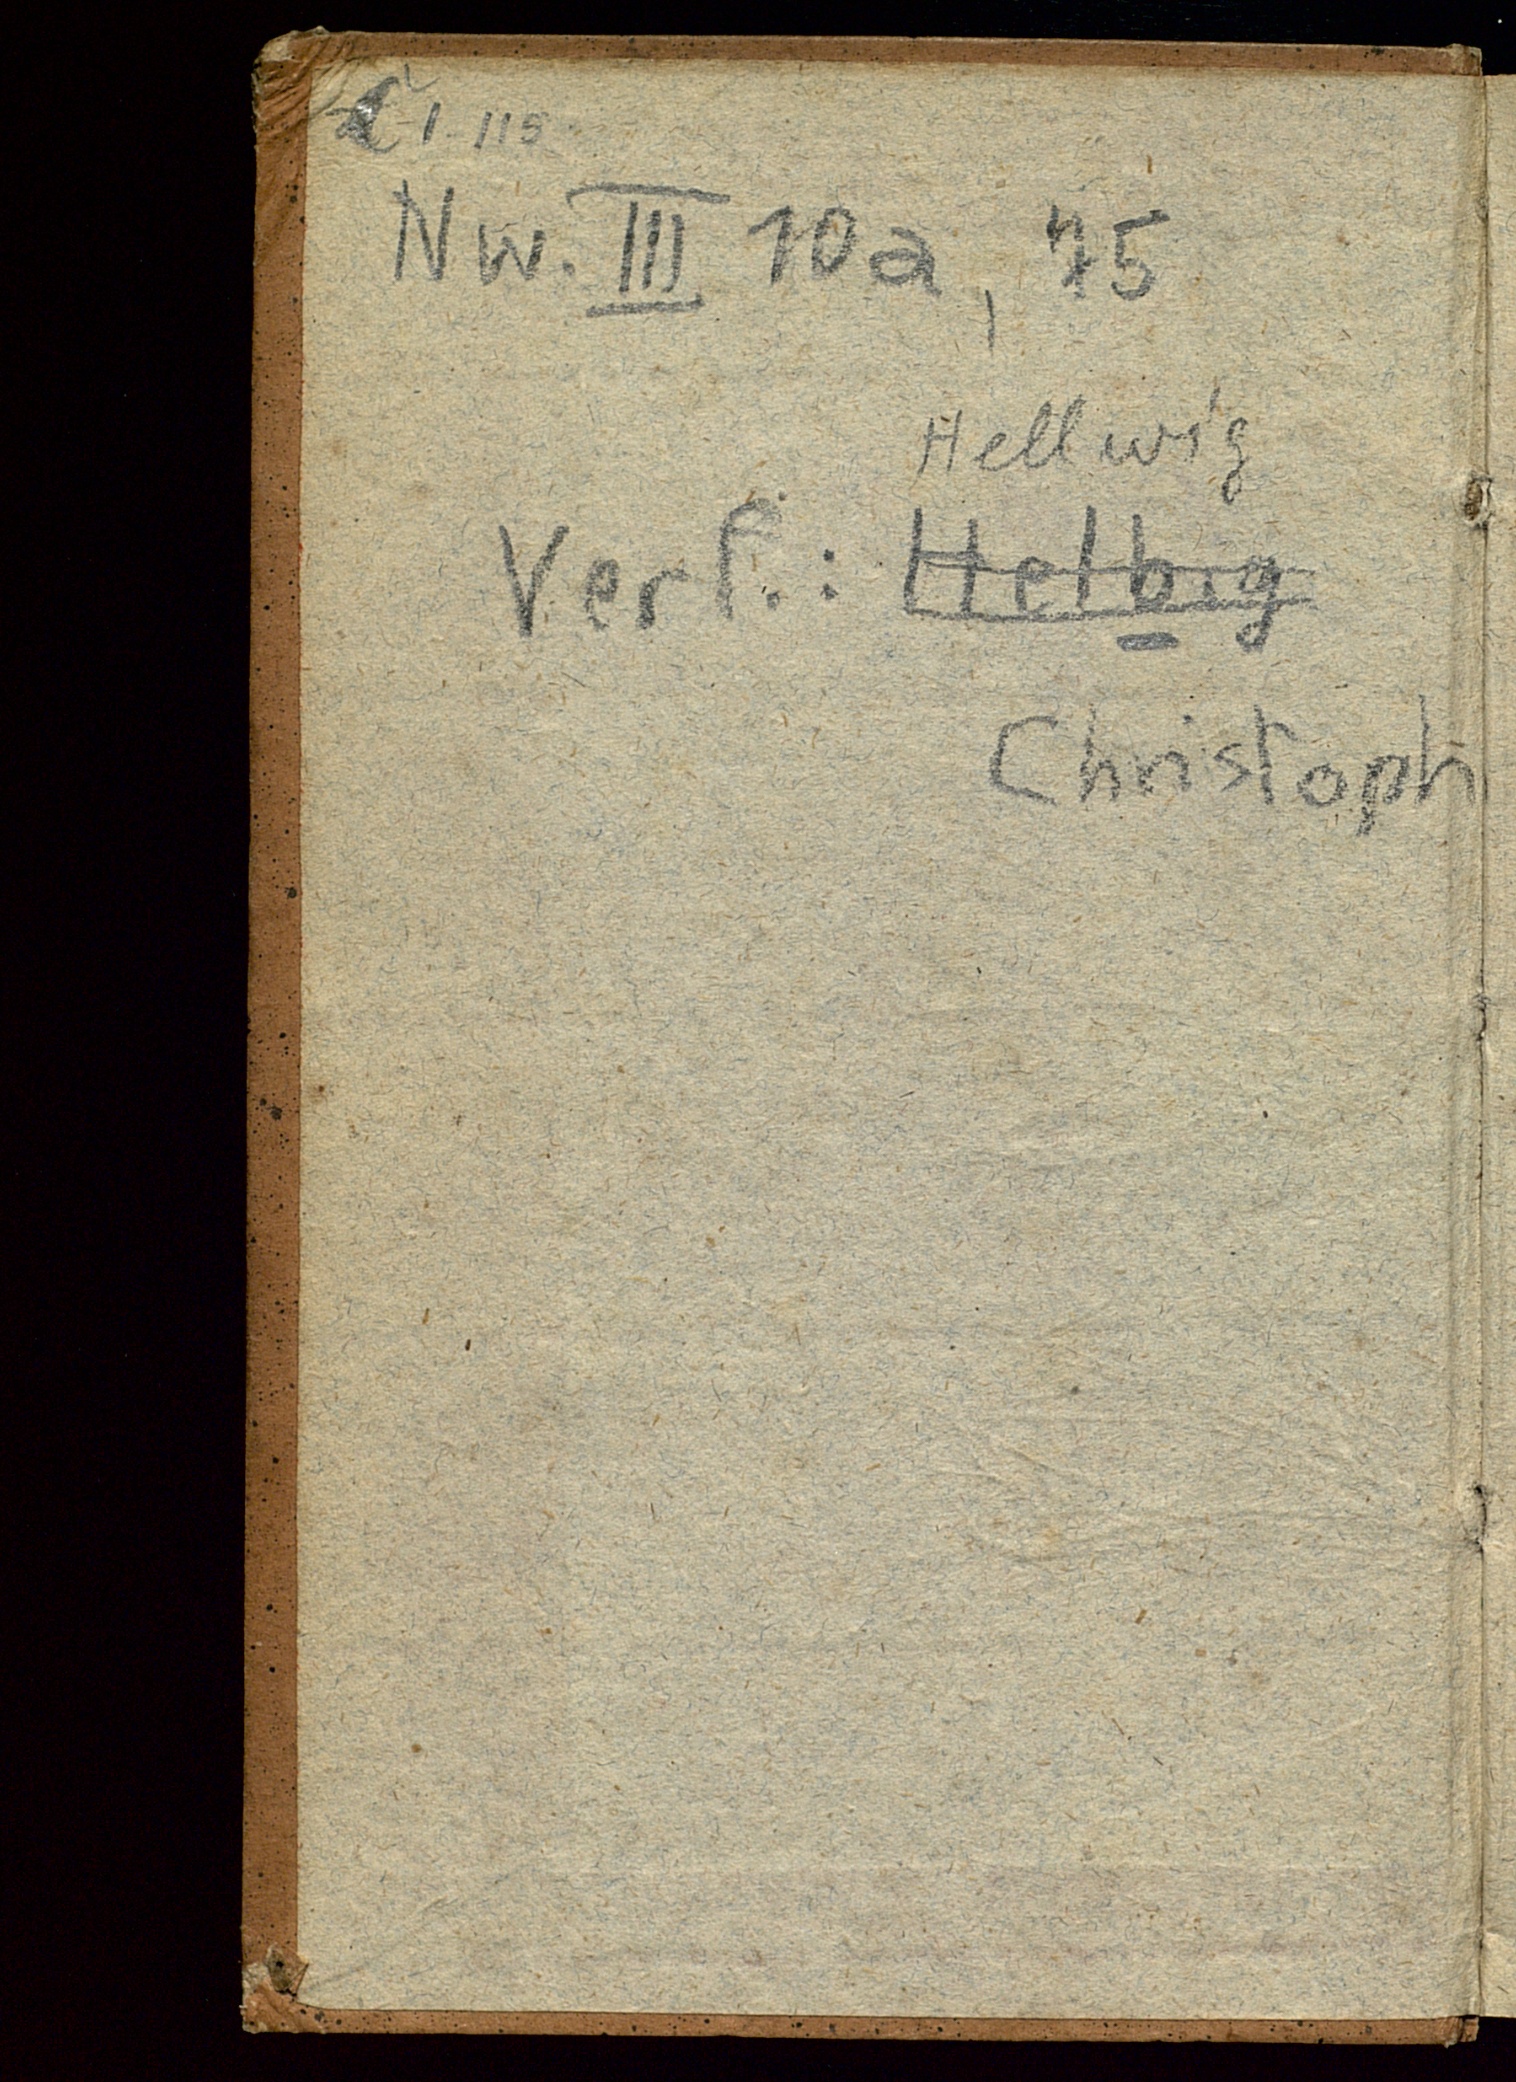 1-115
Nw. III 10a, 75
Hellwig
Verf.: Helbig
Christoph